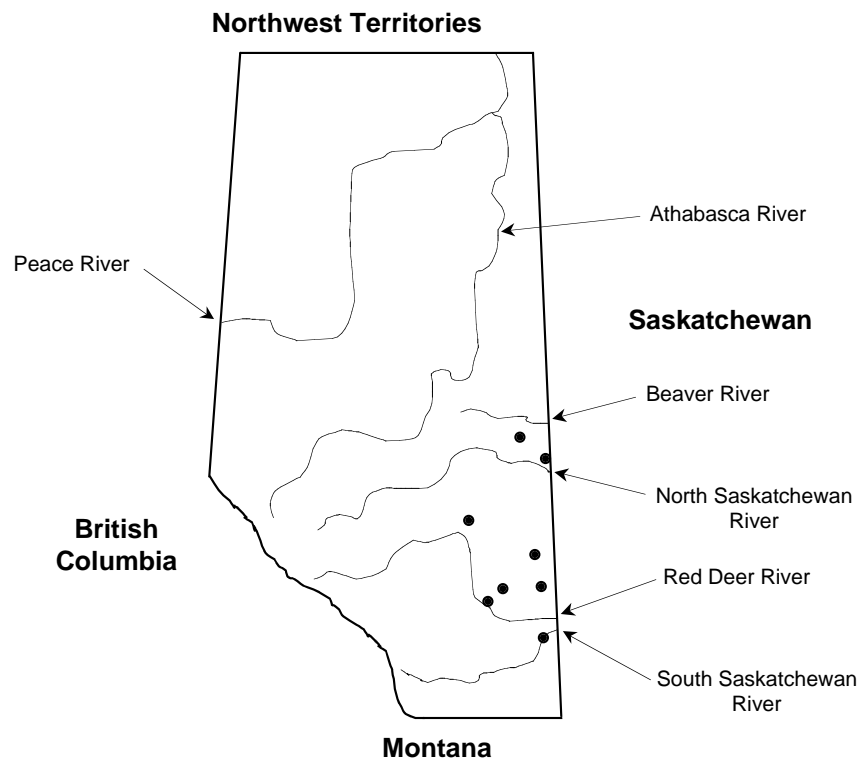 Northwest Territories
Athabasca River
Peace River
Saskatchewan
Beaver River
North Saskatchewan
River
British
Columbia
Red Deer River
South Saskatchewan
River
Montana